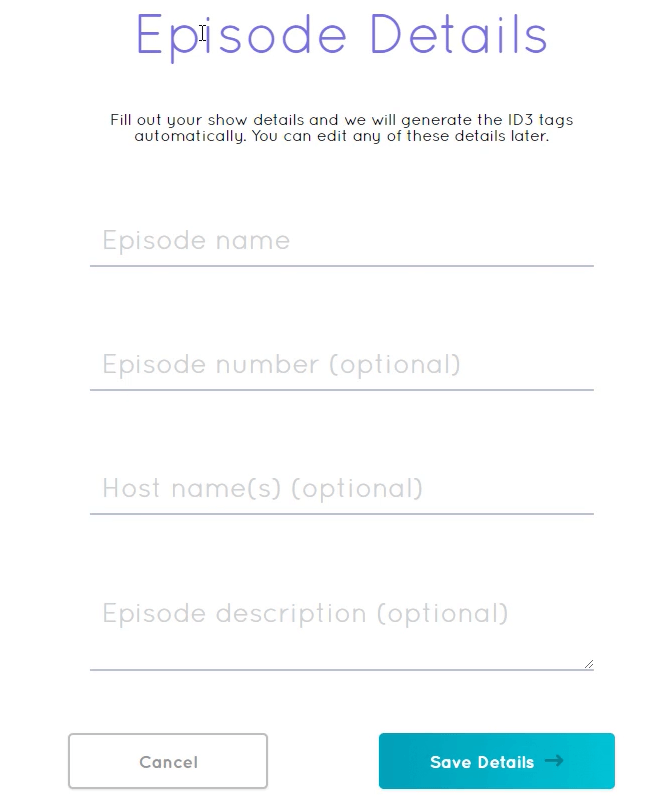 Episode Details
Fill out your show details and we will generate the ID3 tags
automatically. You can edit any of these details later.
Episode name
Episode number (optional)
Host name(s) (optional)
Episode description (optional)
Cancel
Save Details →